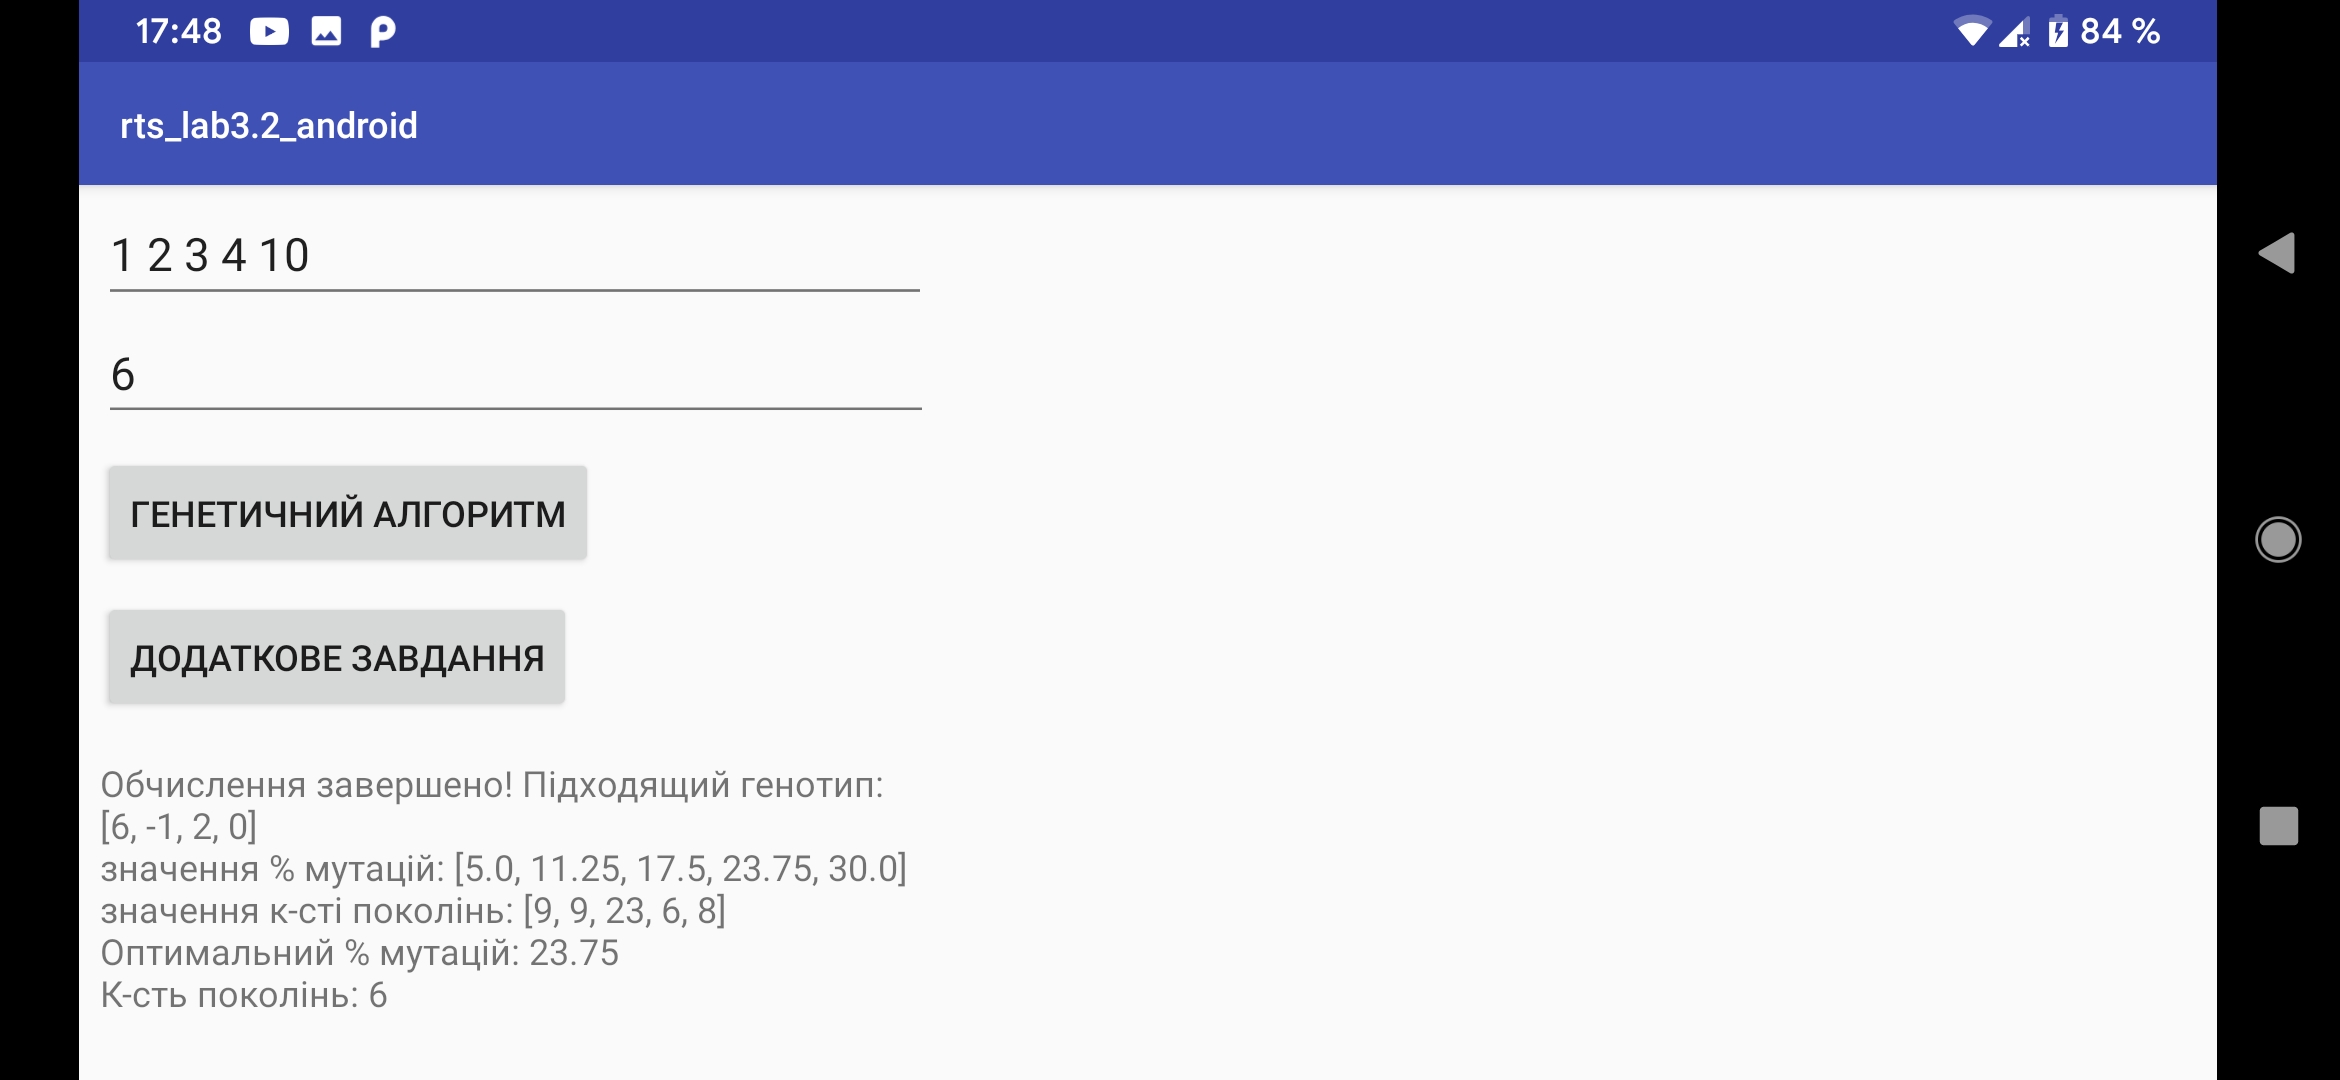 17:48
84 %
rts_lab3.2_android
1 2 3 4 10
6
ГЕНЕТИЧНИЙ АЛГОРИТМ
ДОДАТКОВЕ ЗАВДАННЯ
Обчислення завершено! Підходящий генотип:
[6, -1, 2, 0]
значення % мутацій: [5.0, 11.25, 17.5, 23.75, 30.0]
значення к-сті поколінь: [9, 9, 23, 6, 8]
Оптимальний % мутацій: 23.75
К-сть поколінь: 6